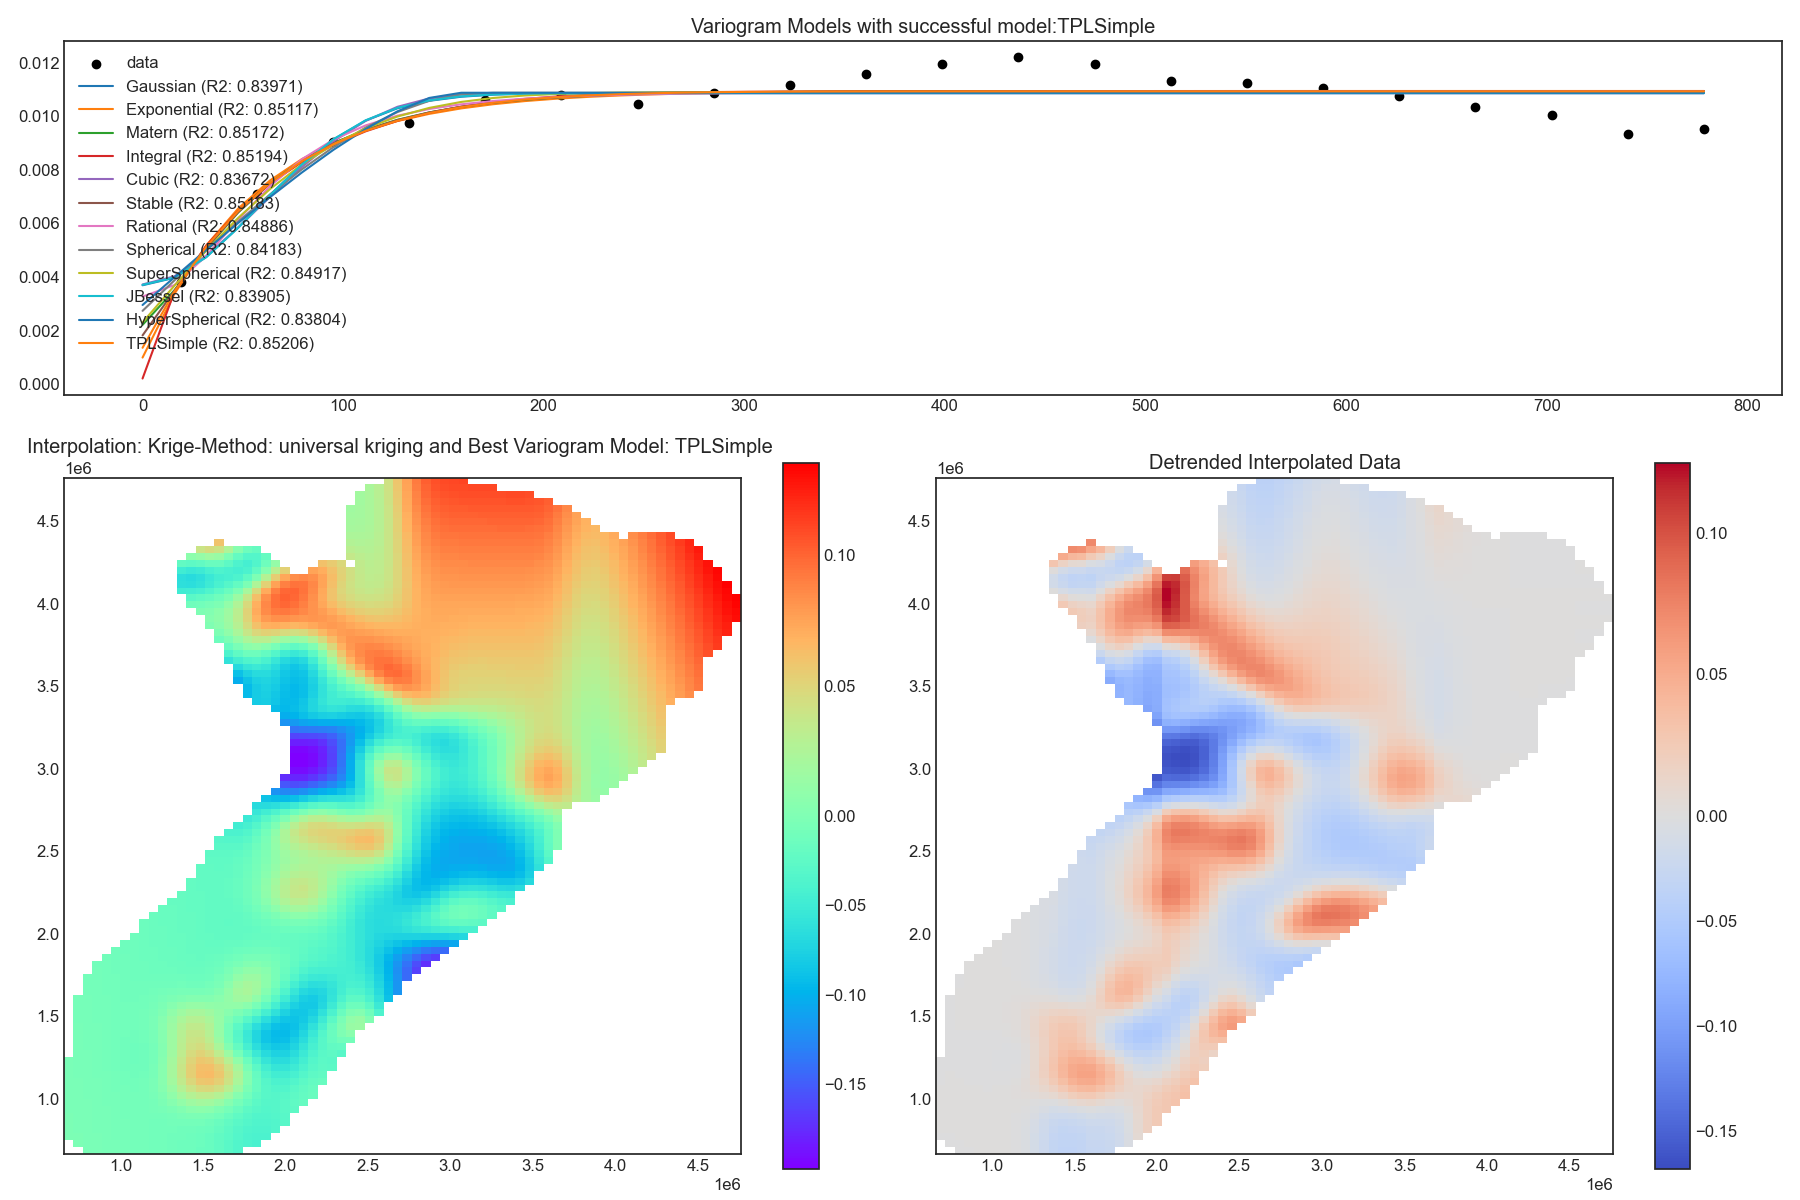 Variogram Models with successful model:TPLSimple
0.012
0.010
0.008
0.006
0.004
0.002
0.000
data
Gaussian (R2: 0.83971)
Exponential (R2: 0.85117)
Matern (R2: 0.85172)
Integral (R2: 0.85194)
Cubic (R2: 0.83672)
Stable (R2: 0.85183)
Rational (R2: 0.84886)
Spherical (R2: 0.84183)
SuperSpherical (R2: 0.84917)
JBessel (R2: 0.83905)
HyperSpherical (R2: 0.83804)
TPLSimple (R2: 0.85206)
0 100 200 300 400 500 600 700 800
Interpolation: Krige-Method: universal kriging and Best Variogram Model: TPLSimple
1e6
4.5
4.0
3.5
3.0
2.5
2.0
1.5
1.0
1.0 1.5 2.0 2.5 3.0 3.5 4.0 4.5
1e6
0.10
0.05
0.00
−0.05
−0.10
−0.15
Detrended Interpolated Data
1e6
4.5
4.0
3.5
3.0
2.5
2.0
1.5
1.0
1.0 1.5 2.0 2.5 3.0 3.5 4.0 4.5
1e6
0.10
0.05
0.00
−0.05
−0.10
−0.15